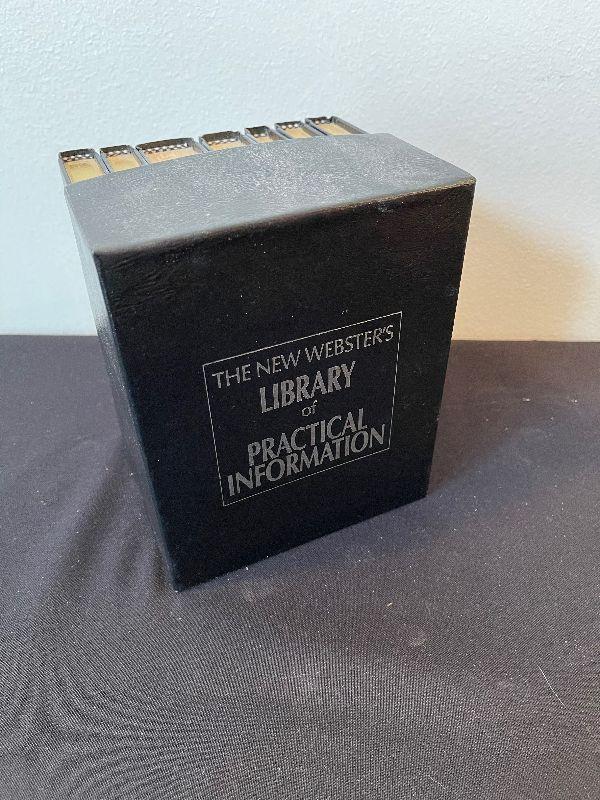 THE NEW WEBSTER'S
LIBRARY
of
PRACTICAL
INFORMATION